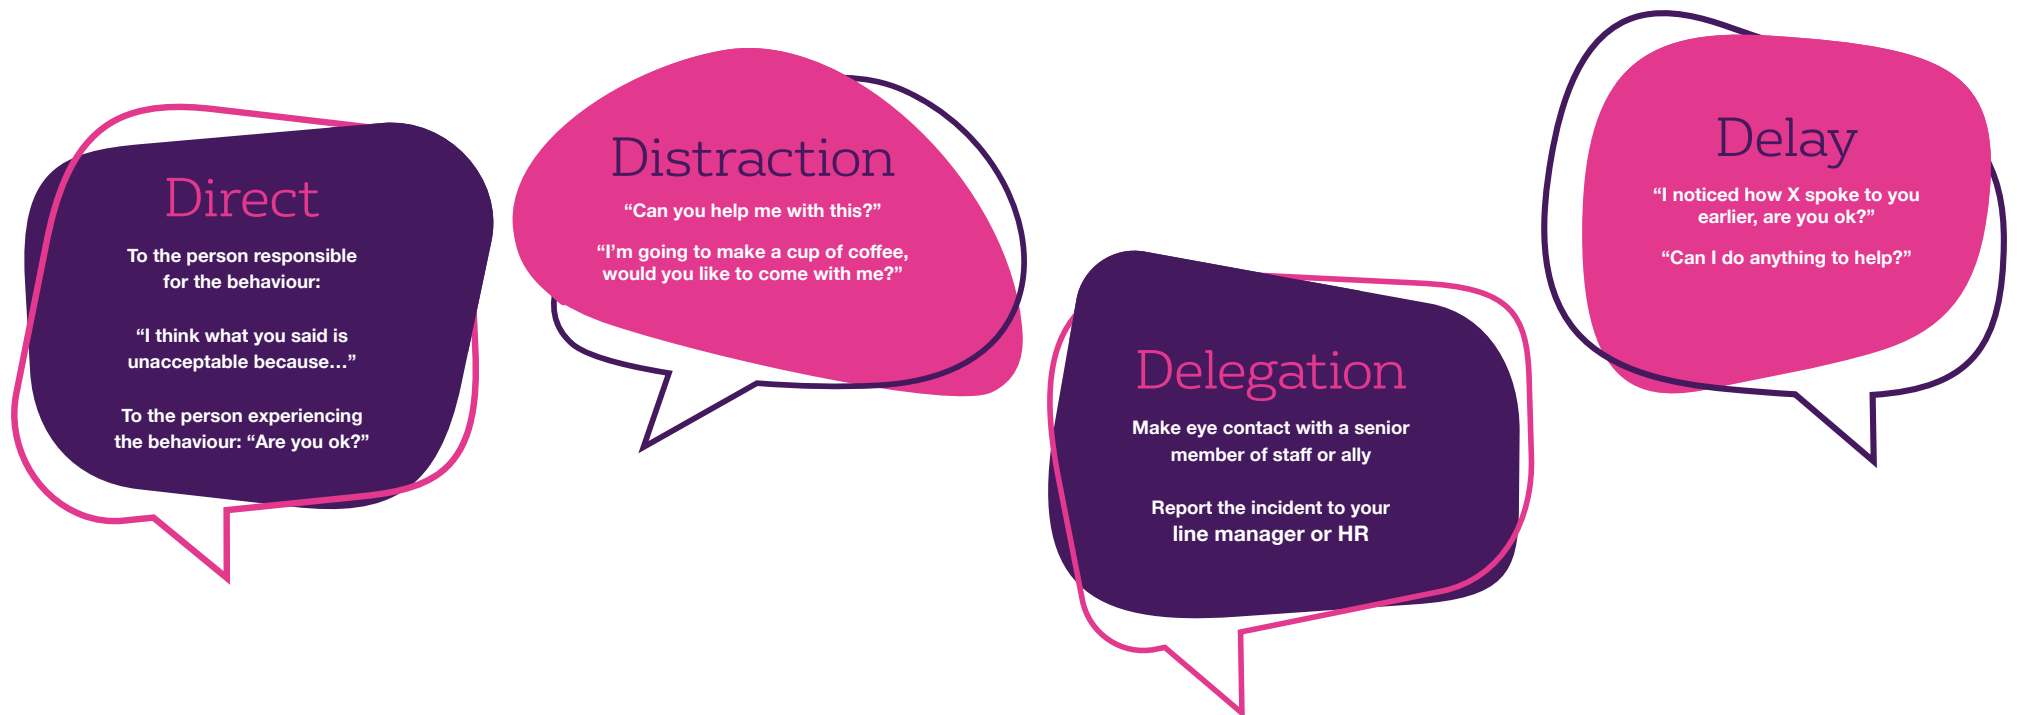 Direct
To the person responsible
for the behaviour:
“I think what you said is
unacceptable because…”
To the person experiencing
the behaviour: “Are you ok?”
Distraction
“Can you help me with this?”
“I’m going to make a cup of coffee,
would you like to come with me?”
Delegation
Make eye contact with a senior
member of staff or ally
Report the incident to your
line manager or HR
Delay
“I noticed how X spoke to you
earlier, are you ok?”
“Can I do anything to help?”